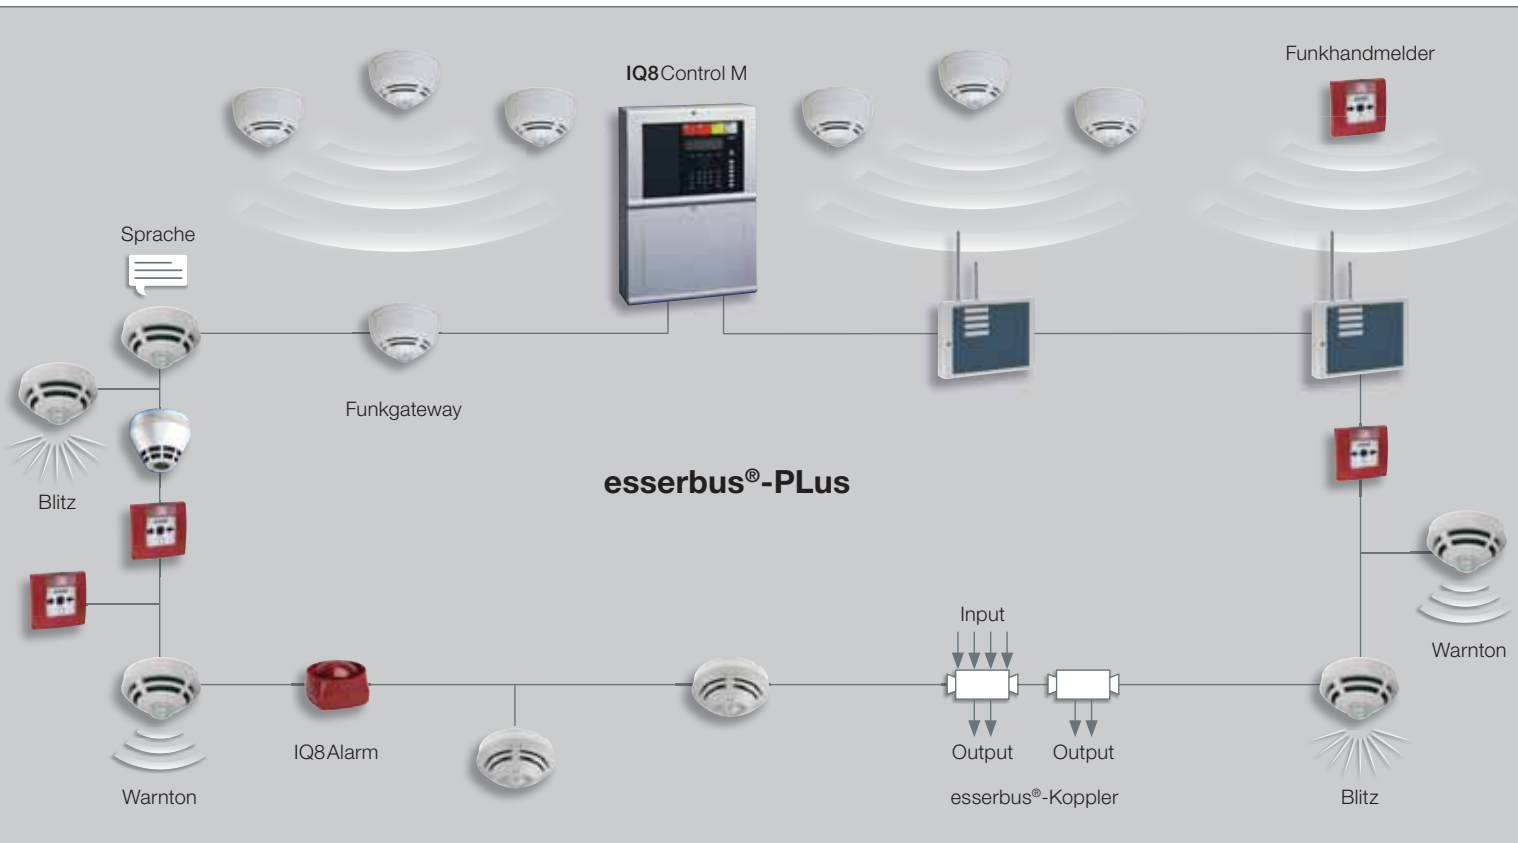 IQ8Control M
Funkhandmelder
Sprache
Funkgateway
Blitz
esserbus®-PLus
Input
Warnton
IQ8Alarm
Output
Output
Warnton
esserbus®-Koppler
Blitz